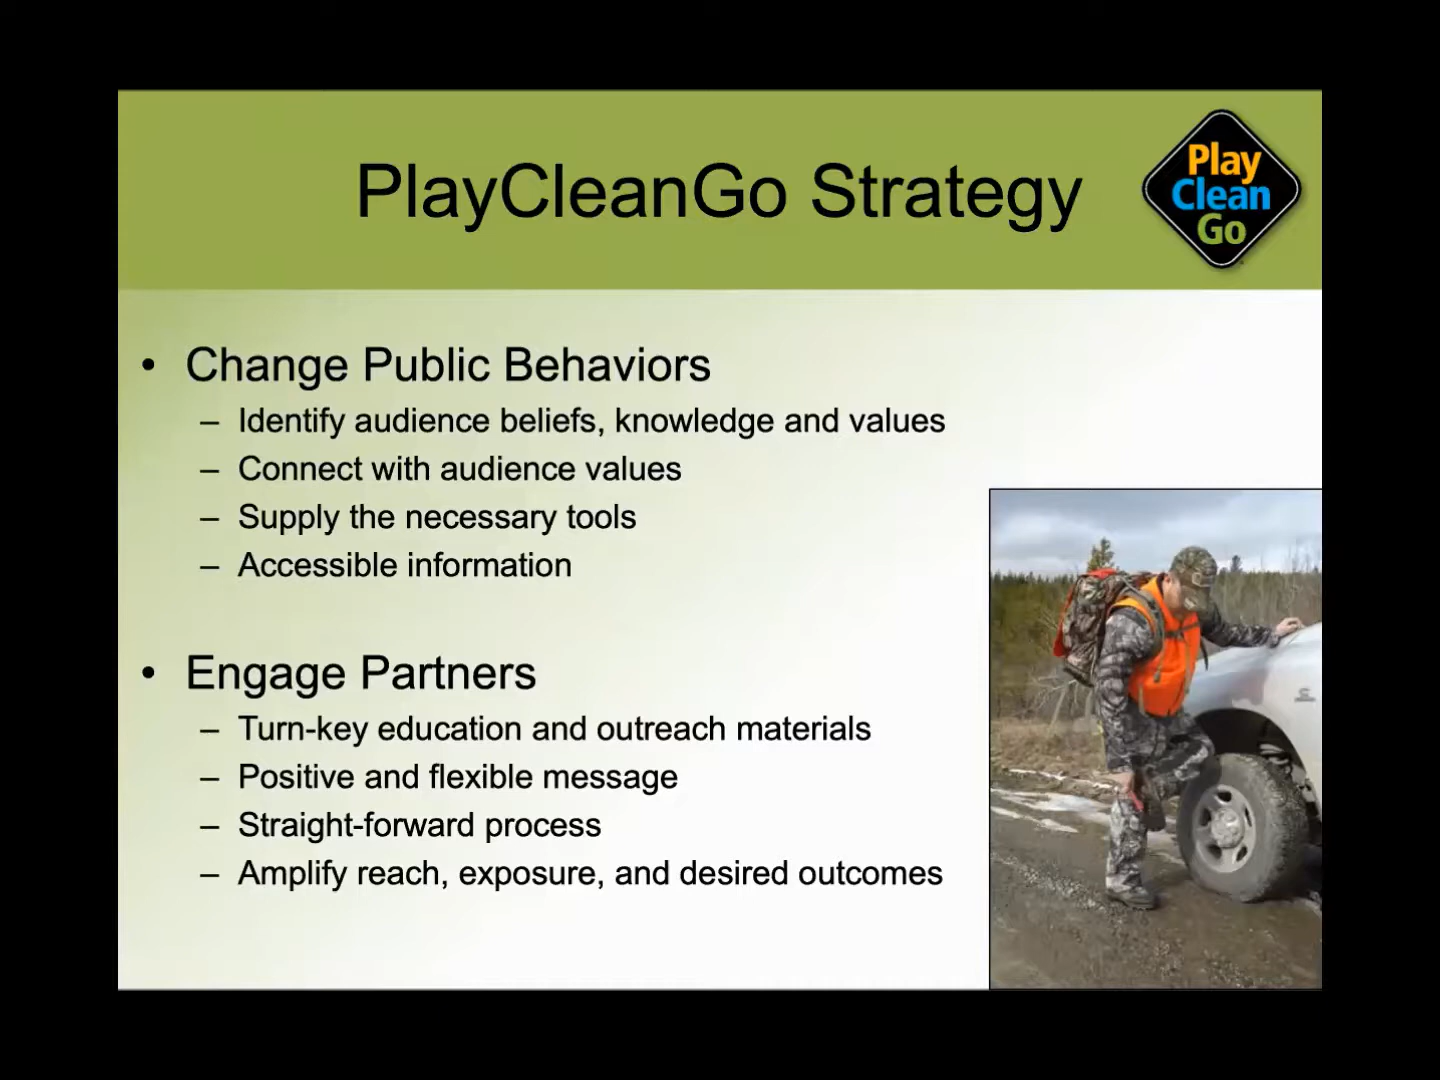 PlayCleanGo Strategy
Play
Clean
Go
• Change Public Behaviors
– Identify audience beliefs, knowledge and values
– Connect with audience values
– Supply the necessary tools
– Accessible information
• Engage Partners
– Turn-key education and outreach materials
– Positive and flexible message
– Straight-forward process
– Amplify reach, exposure, and desired outcomes